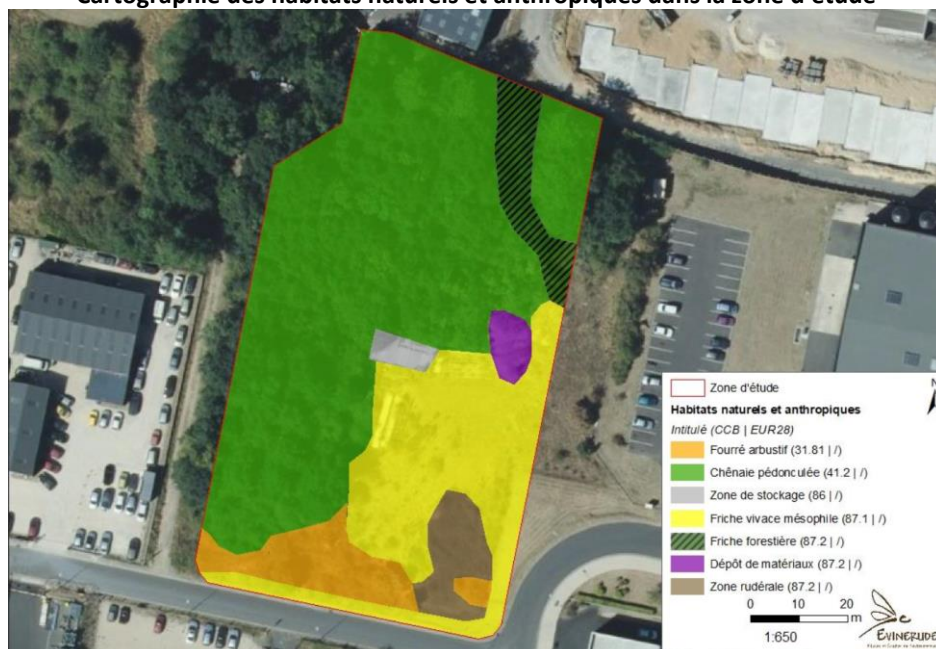 Cartographie des habitats naturels et anthropiques dans la zone d'étude
Zone d'étude
N
Habitats naturels et anthropiques
Intitulé (CCB | EUR28)
Fourré arbustif (31.81 | /)
Chênaie pédonculée (41.2 | /)
Zone de stockage (86 | /)
Friche vivace mésophile (87.1 | /)
Friche forestière (87.2 | /)
Dépôt de matériaux (87.2 | /)
Zone rudérale (87.2 | /)
0 10 20
m
1:650
EVINERUDE